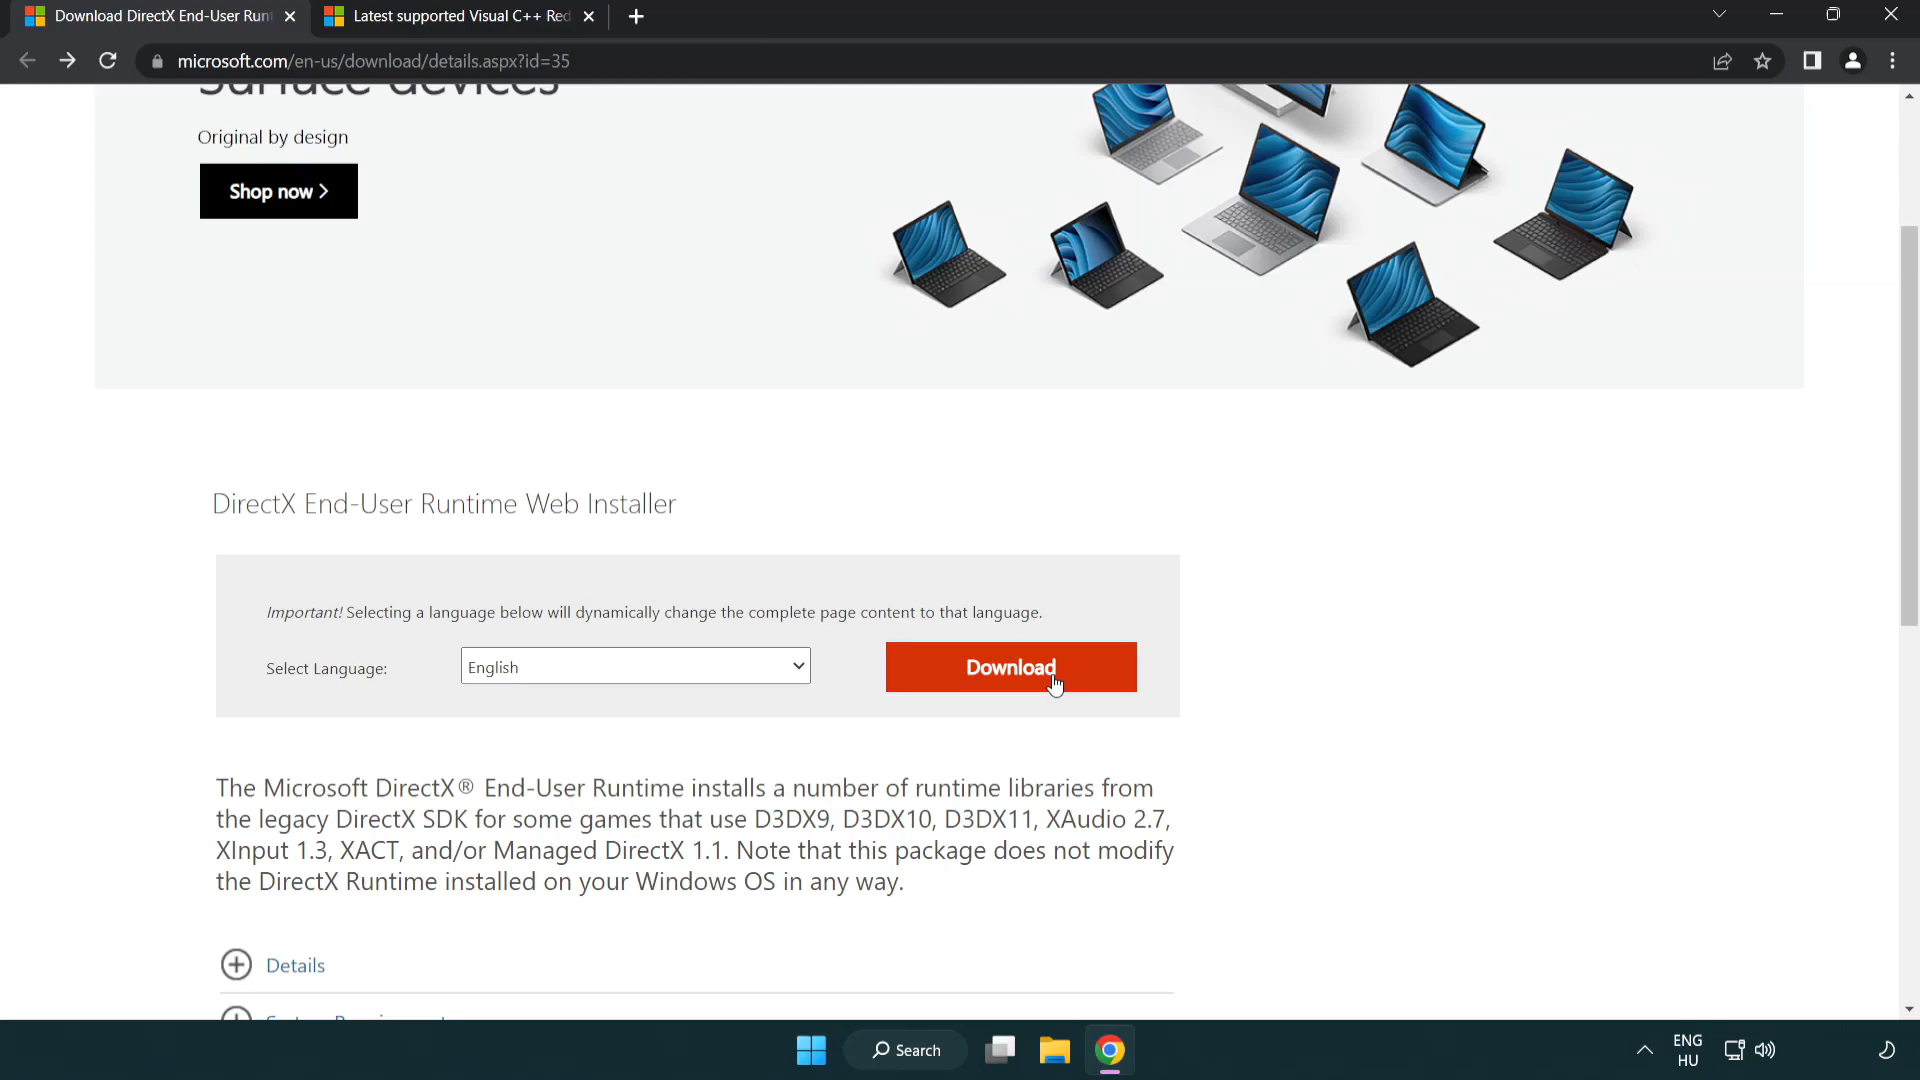 Download DirectX End-User Runt
Latest supported Visual C++ Red
microsoft.com/en-us/download/details.aspx?id=35
Surface devices
Original by design
Shop now
DirectX End-User Runtime Web Installer
Important! Selecting a language below will dynamically change the complete page content to that language.
Select Language:
English
Download
The Microsoft DirectX® End-User Runtime installs a number of runtime libraries from
the legacy DirectX SDK for some games that use D3DX9, D3DX10, D3DX11, XAudio 2.7,
XInput 1.3, XACT, and/or Managed DirectX 1.1. Note that this package does not modify
the DirectX Runtime installed on your Windows OS in any way.
Details
Search
ENG
HU